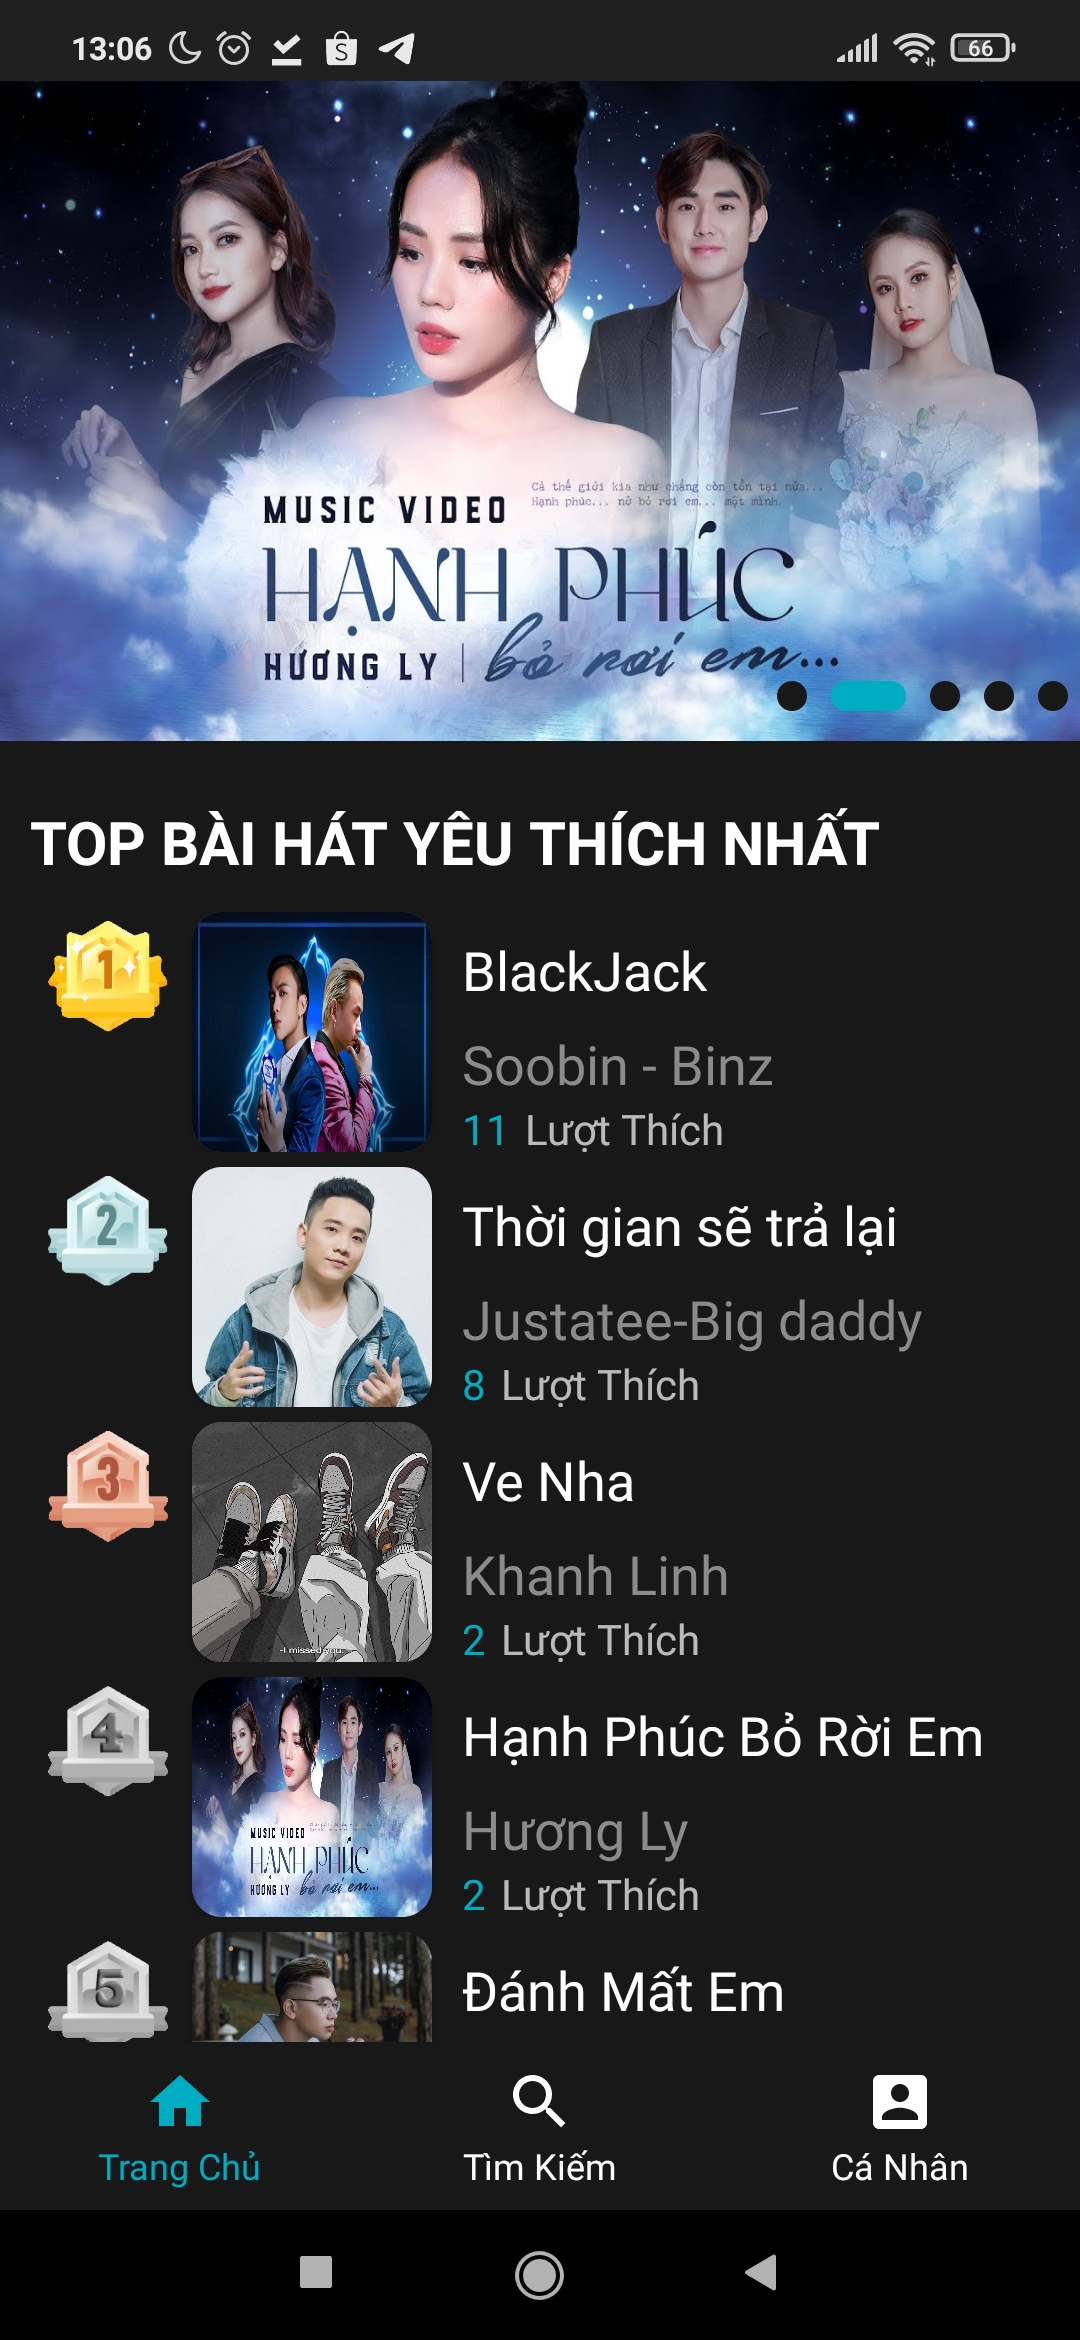 13:06
66
Cả thế giới kia như chẳng còn tồn tại nữa...
Hạnh phúc... nỡ bỏ rơi em... một mình.
MUSIC VIDEO
HẠNH PHÚC
HƯƠNG LY | bỏ rơi em...
TOP BÀI HÁT YÊU THÍCH NHẤT
1
BlackJack
Soobin - Binz
11 Lượt Thích
2
Thời gian sẽ trả lại
Justatee-Big daddy
8 Lượt Thích
3
Ve Nha
Khanh Linh
2 Lượt Thích
-I missed you.
4
Hạnh Phúc Bỏ Rời Em
Hương Ly
2 Lượt Thích
MUSIC VIDEO
HẠNH PHÚC
HƯƠNG LY bỏ rơi em...
5
Đánh Mất Em
Trang Chủ
Tìm Kiếm
Cá Nhân